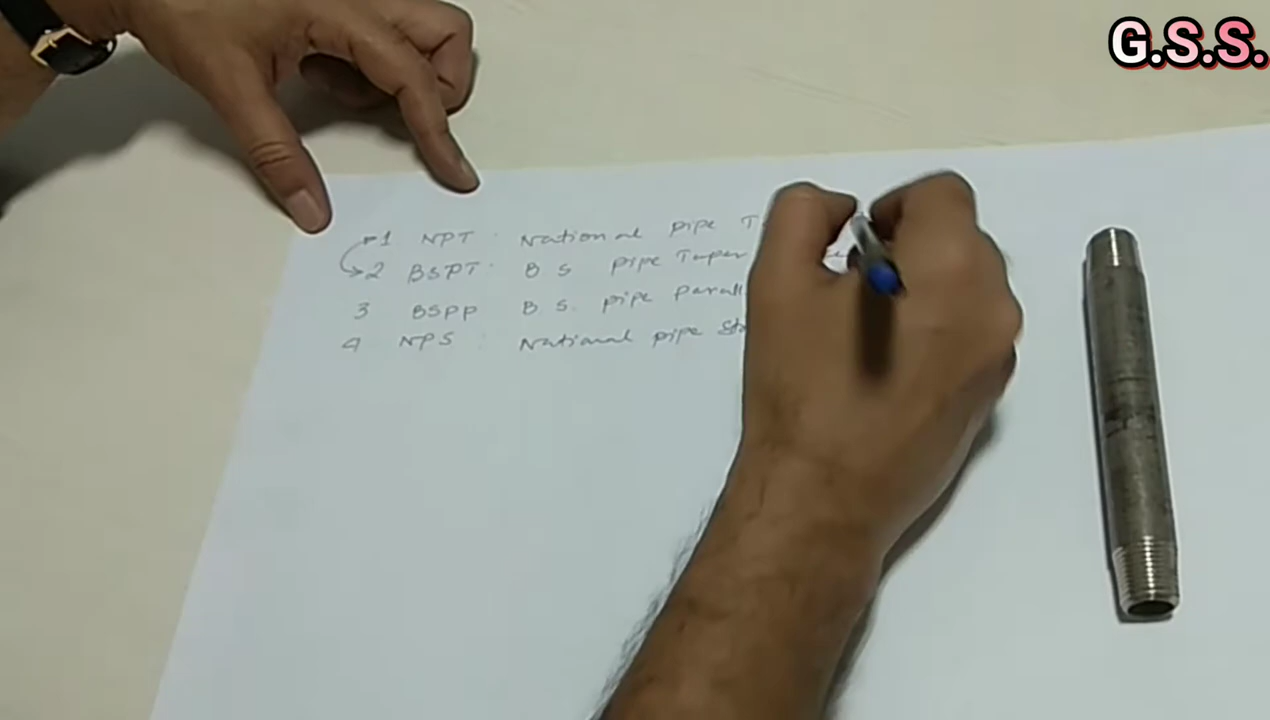 G.S.S.
1 NPT : National pipe
2 BSPT : B S pipe Taper
3 BSPP B S. pipe
4 NPS : National pipe